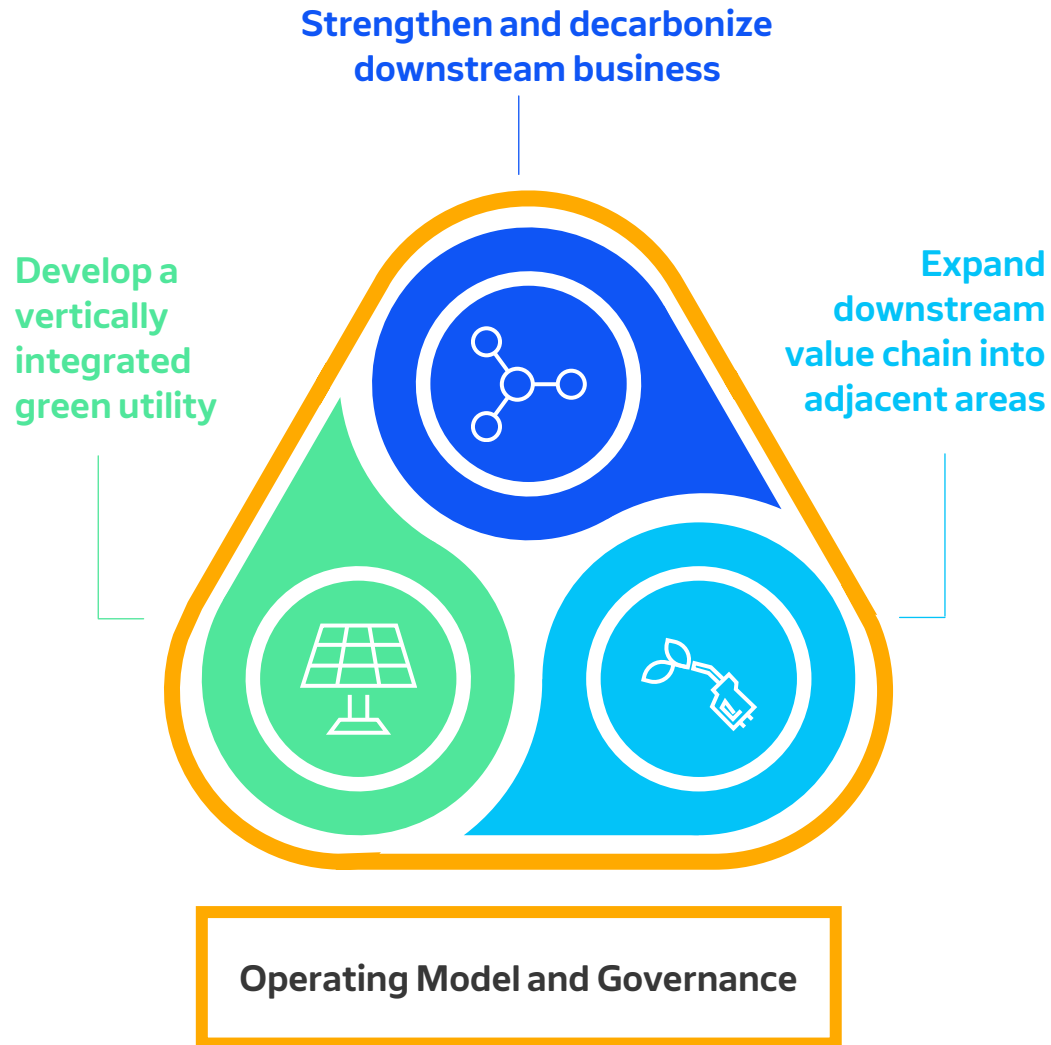 Strengthen and decarbonize
downstream business
Develop a
vertically
integrated
green utility
Expand
downstream
value chain into
adjacent areas
Operating Model and Governance